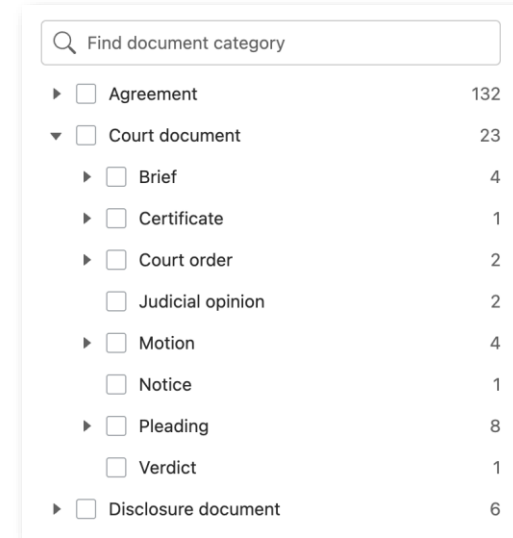 Find document category
Agreement 132
Court document 23
Brief 4
Certificate 1
Court order 2
Judicial opinion 2
Motion 4
Notice 1
Pleading 8
Verdict 1
Disclosure document 6